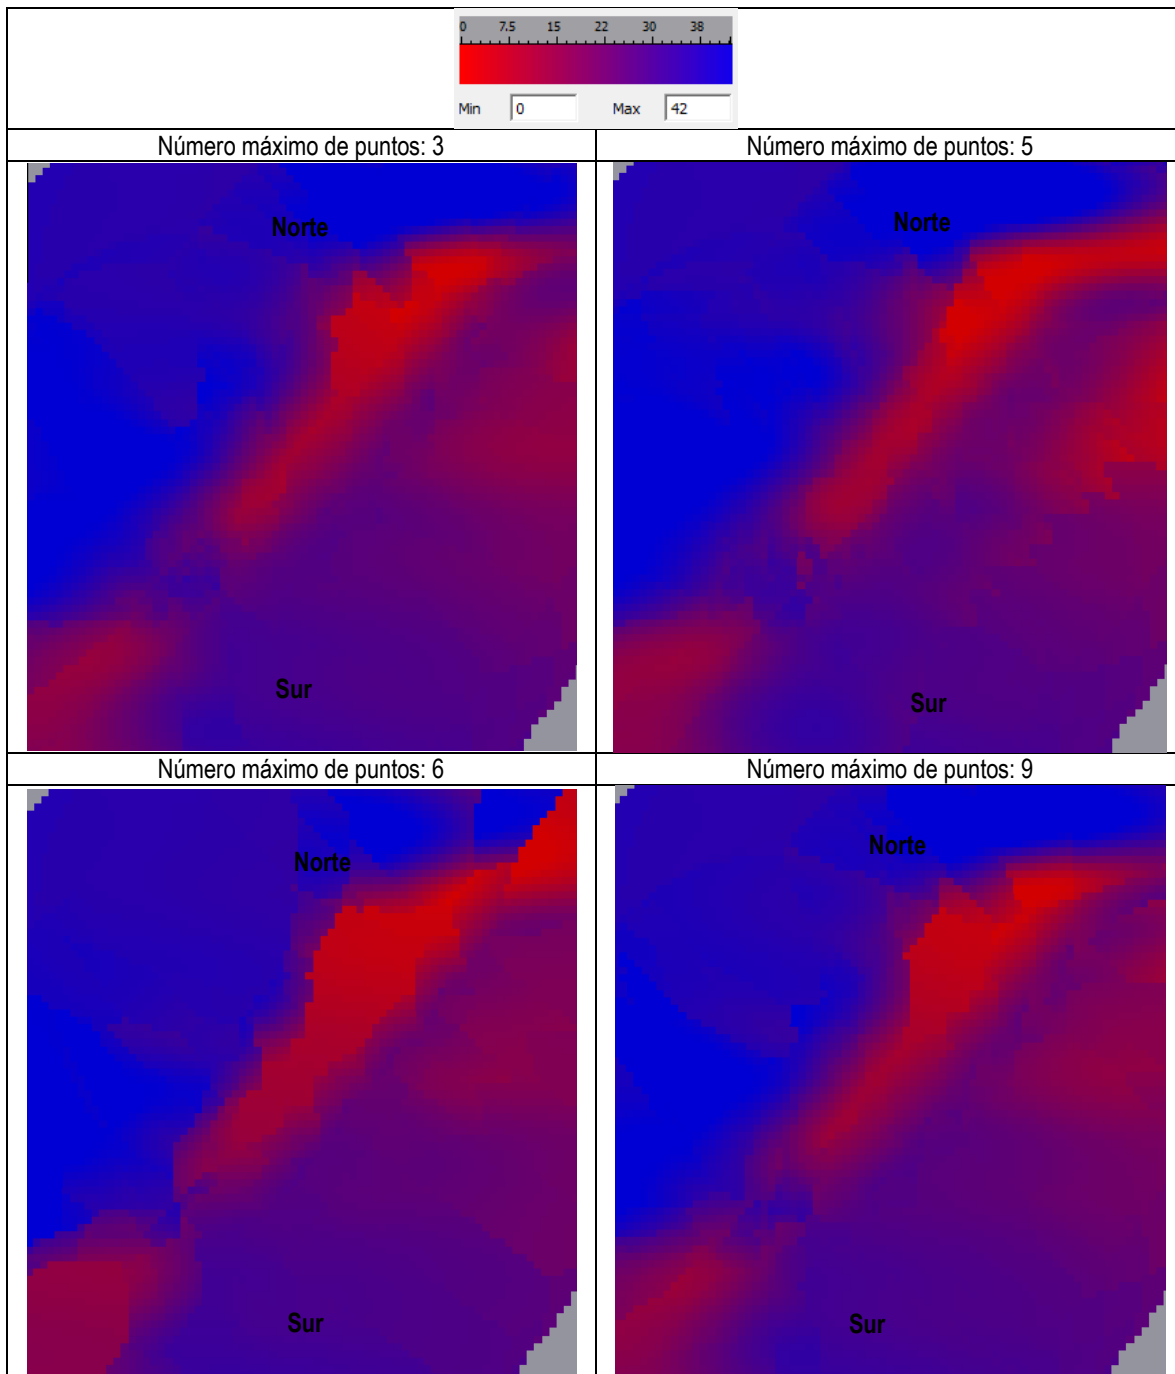 0 7.5 15 22 30 38
Min 0 Max 42
Número máximo de puntos: 3
Número máximo de puntos: 5
Norte
Norte
Sur
Sur
Número máximo de puntos: 6
Número máximo de puntos: 9
Norte
Norte
Sur
Sur